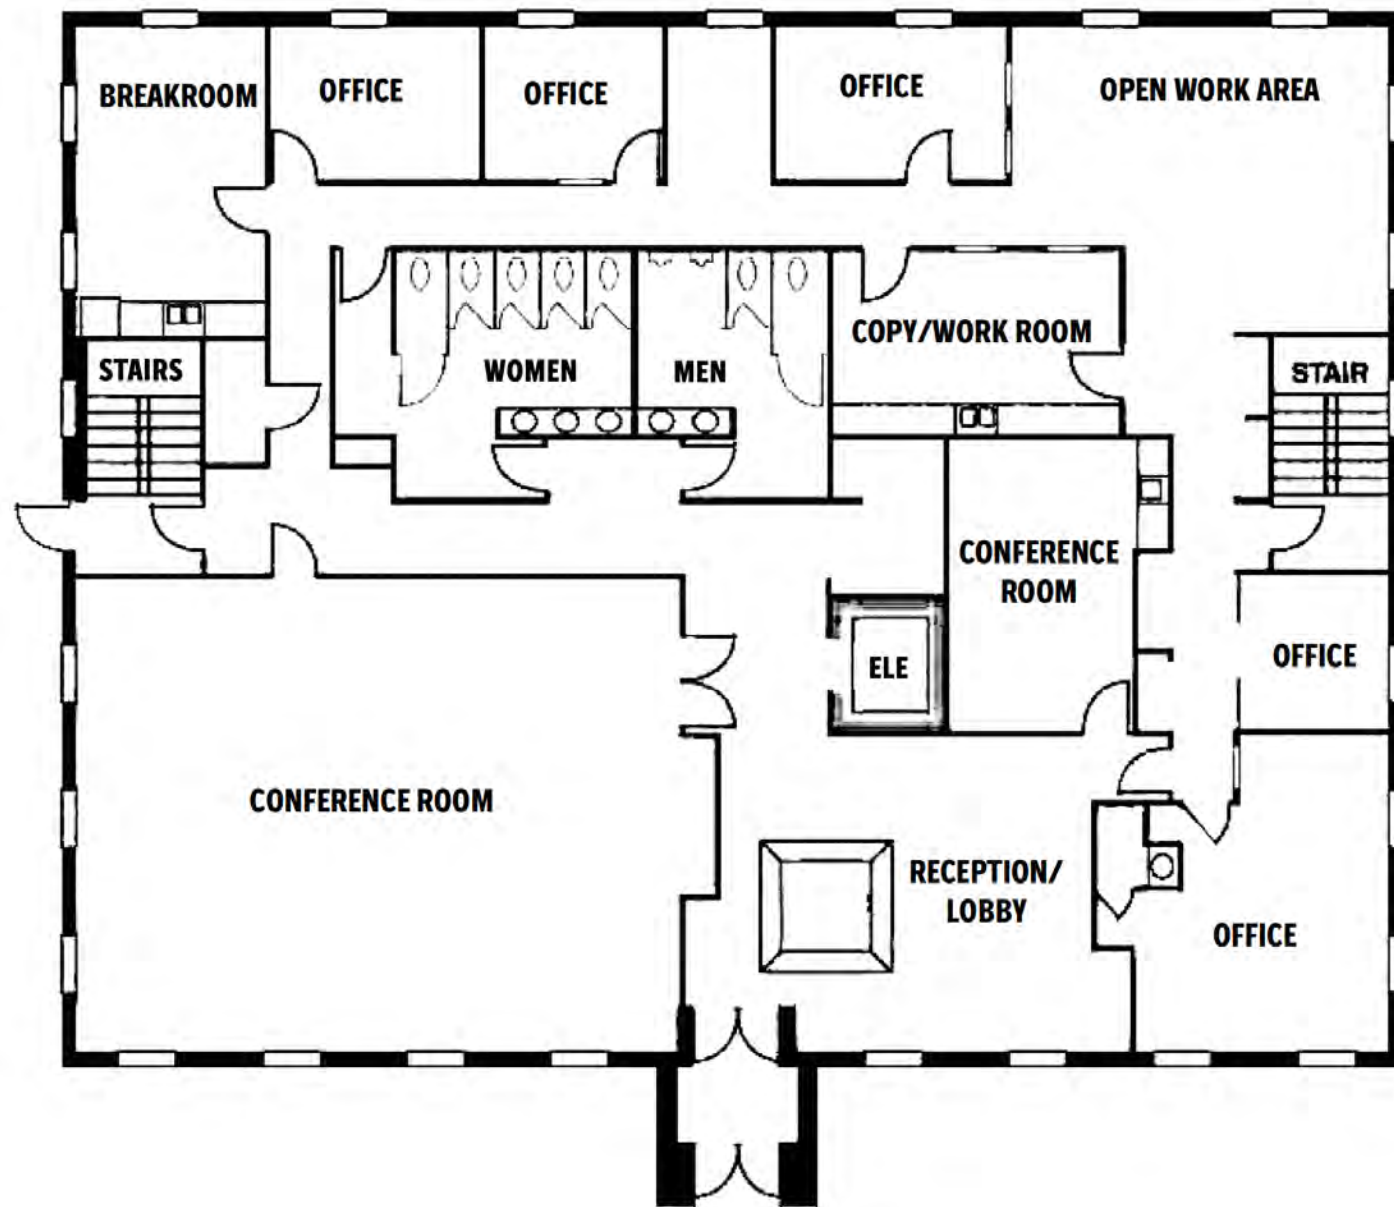 BREAKROOM
OFFICE
OFFICE
OFFICE
OPEN WORK AREA
STAIRS
WOMEN
MEN
COPY/WORK ROOM
STAIR
CONFERENCE
ROOM
ELE
OFFICE
CONFERENCE ROOM
RECEPTION/
LOBBY
OFFICE